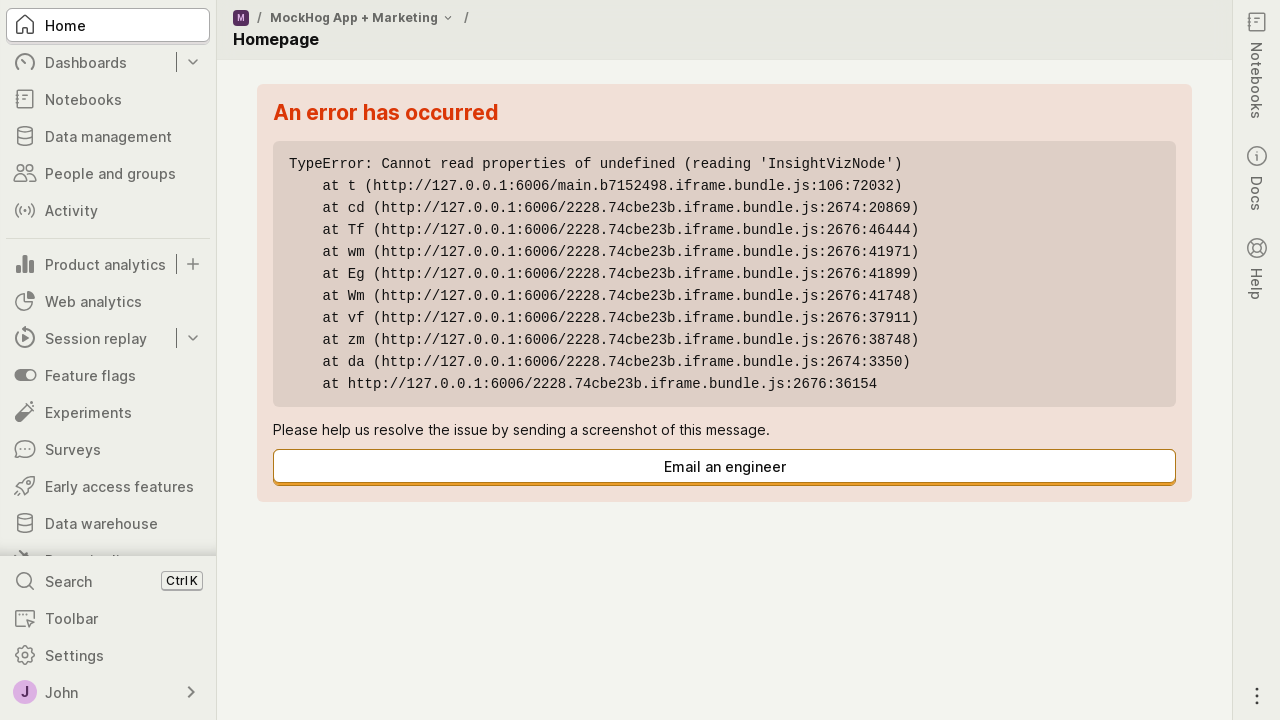 Home
Dashboards
Notebooks
Data management
People and groups
Activity
Product analytics
Web analytics
Session replay
Feature flags
Experiments
Surveys
Early access features
Data warehouse
Search Ctrl K
Toolbar
Settings
J John
M / MockHog App + Marketing /
Homepage
An error has occurred
TypeError: Cannot read properties of undefined (reading 'InsightVizNode')
at t (http://127.0.0.1:6006/main.b7152498.iframe.bundle.js:106:72032)
at cd (http://127.0.0.1:6006/2228.74cbe23b.iframe.bundle.js:2674:20869)
at Tf (http://127.0.0.1:6006/2228.74cbe23b.iframe.bundle.js:2676:46444)
at wm (http://127.0.0.1:6006/2228.74cbe23b.iframe.bundle.js:2676:41971)
at Eg (http://127.0.0.1:6006/2228.74cbe23b.iframe.bundle.js:2676:41899)
at Wm (http://127.0.0.1:6006/2228.74cbe23b.iframe.bundle.js:2676:41748)
at vf (http://127.0.0.1:6006/2228.74cbe23b.iframe.bundle.js:2676:37911)
at zm (http://127.0.0.1:6006/2228.74cbe23b.iframe.bundle.js:2676:38748)
at da (http://127.0.0.1:6006/2228.74cbe23b.iframe.bundle.js:2674:3350)
at http://127.0.0.1:6006/2228.74cbe23b.iframe.bundle.js:2676:36154
Please help us resolve the issue by sending a screenshot of this message.
Email an engineer
Notebooks
Docs
Help